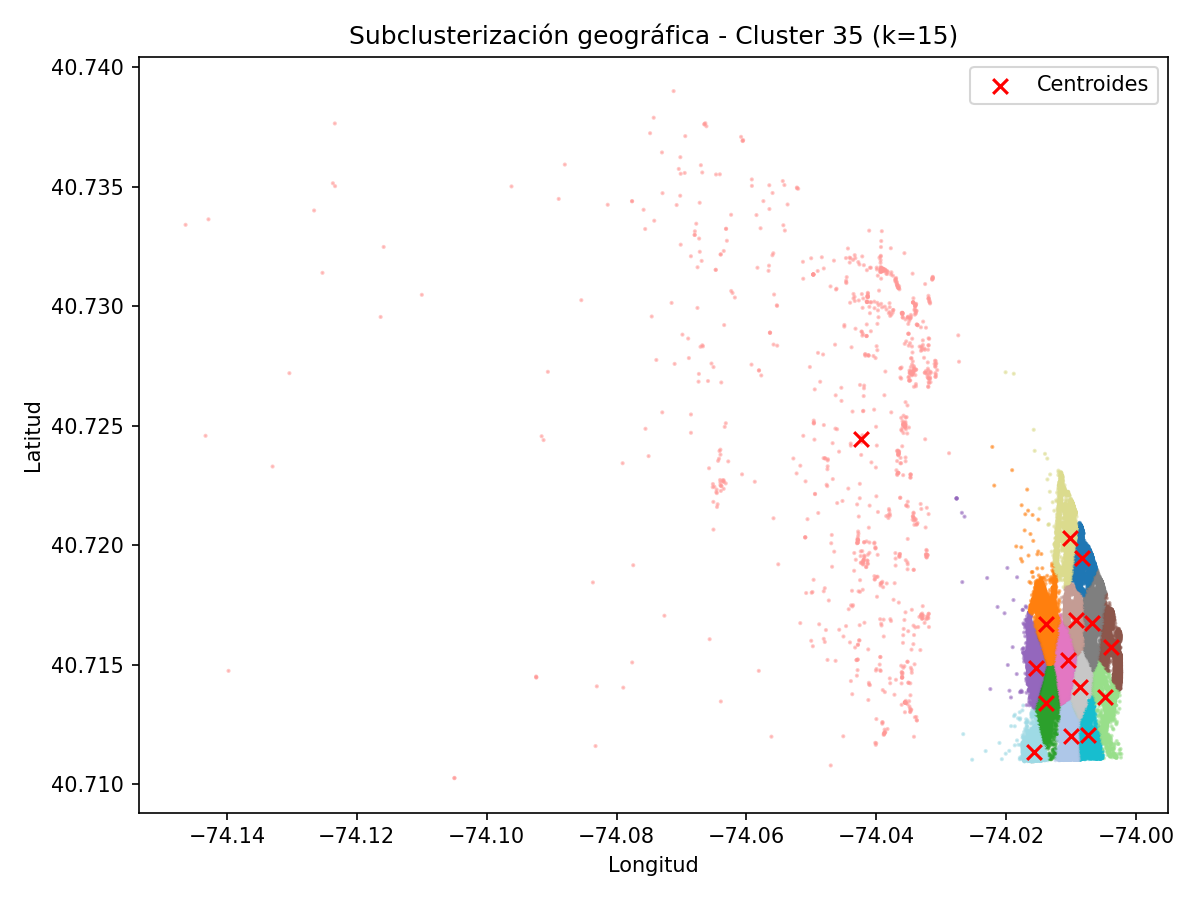 Subclusterización geográfica - Cluster 35 (k=15)
Centroides
40.740
40.735
40.730
40.725
40.720
40.715
40.710
Latitud
−74.14 −74.12 −74.10 −74.08 −74.06 −74.04 −74.02 −74.00
Longitud